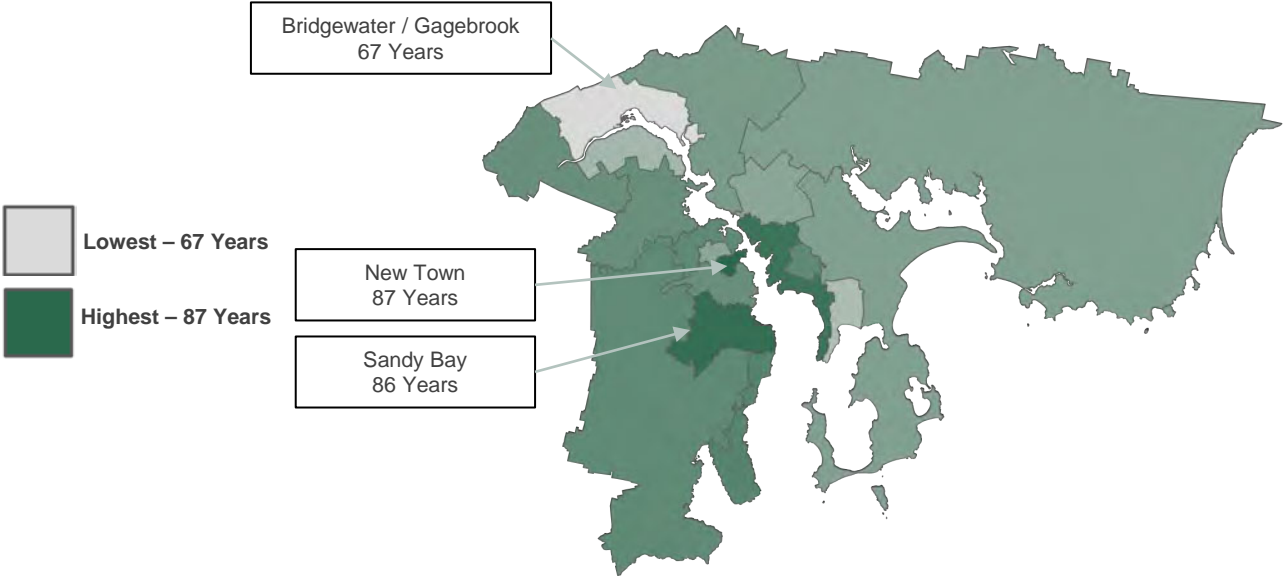 Bridgewater / Gagebrook
67 Years
Lowest – 67 Years
New Town
87 Years
Highest – 87 Years
Sandy Bay
86 Years